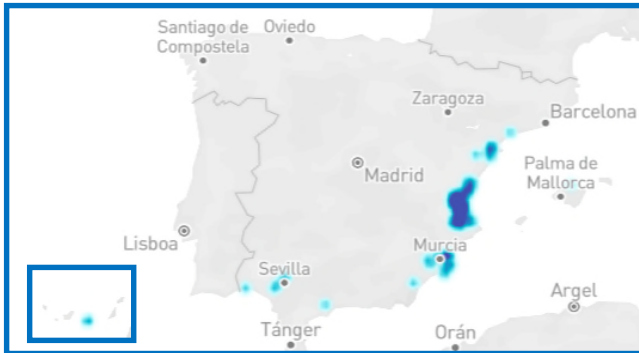 Santiago de
Compostela
Oviedo
Zaragoza
Barcelona
Madrid
Palma de
Mallorca
Lisboa
Murcia
Sevilla
Argel
Tánger
Orán